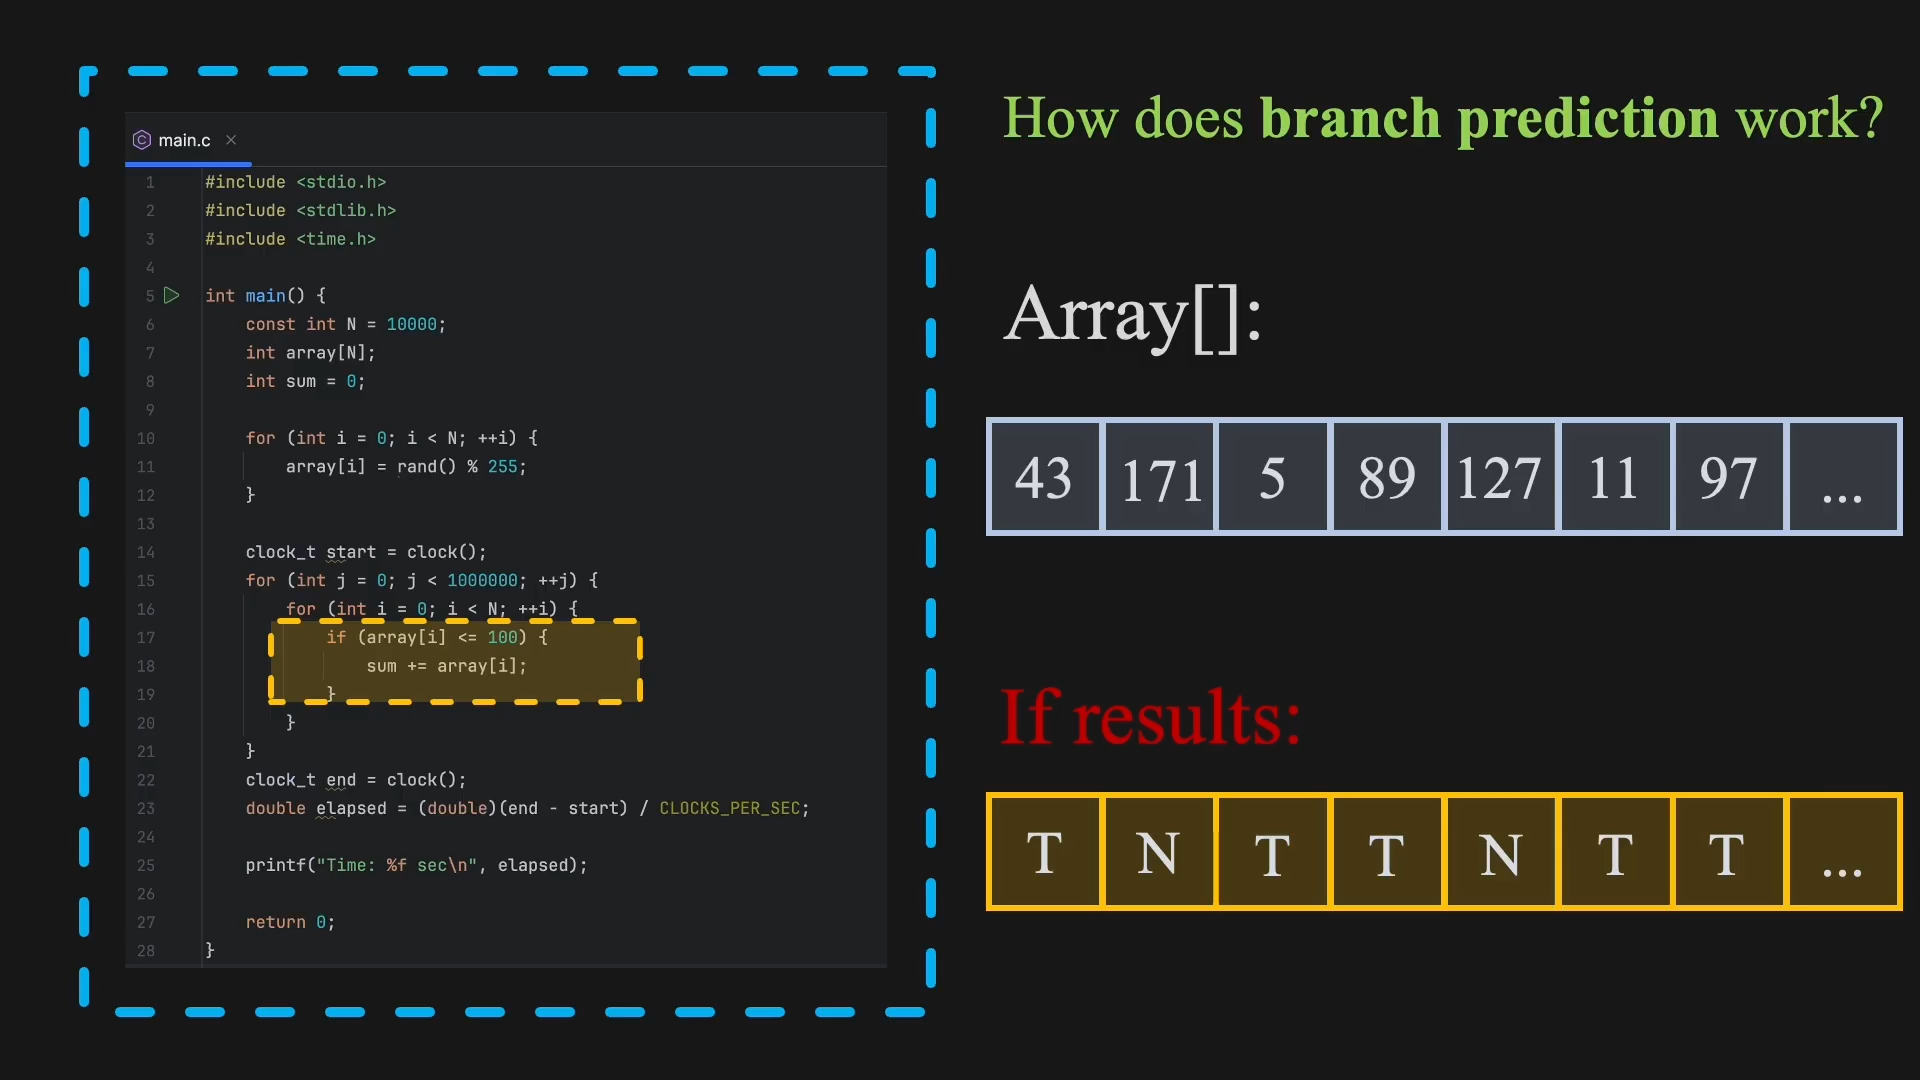 main.c
1 #include <stdio.h>
2 #include <stdlib.h>
3 #include <time.h>
4
5 int main() {
6 const int N = 10000;
7 int array[N];
8 int sum = 0;
9
10 for (int i = 0; i < N; ++i) {
11 array[i] = rand() % 255;
12 }
13
14 clock_t start = clock();
15 for (int j = 0; j < 1000000; ++j) {
16 for (int i = 0; i < N; ++i) {
17 if (array[i] <= 100) {
18 sum += array[i];
19 }
20 }
21 }
22 clock_t end = clock();
23 double elapsed = (double)(end - start) / CLOCKS_PER_SEC;
24
25 printf("Time: %f sec\n", elapsed);
26
27 return 0;
28 }
How does branch prediction work?
Array[]:
43 171 5 89 127 11 97 ...
If results:
T N T T N T T ...